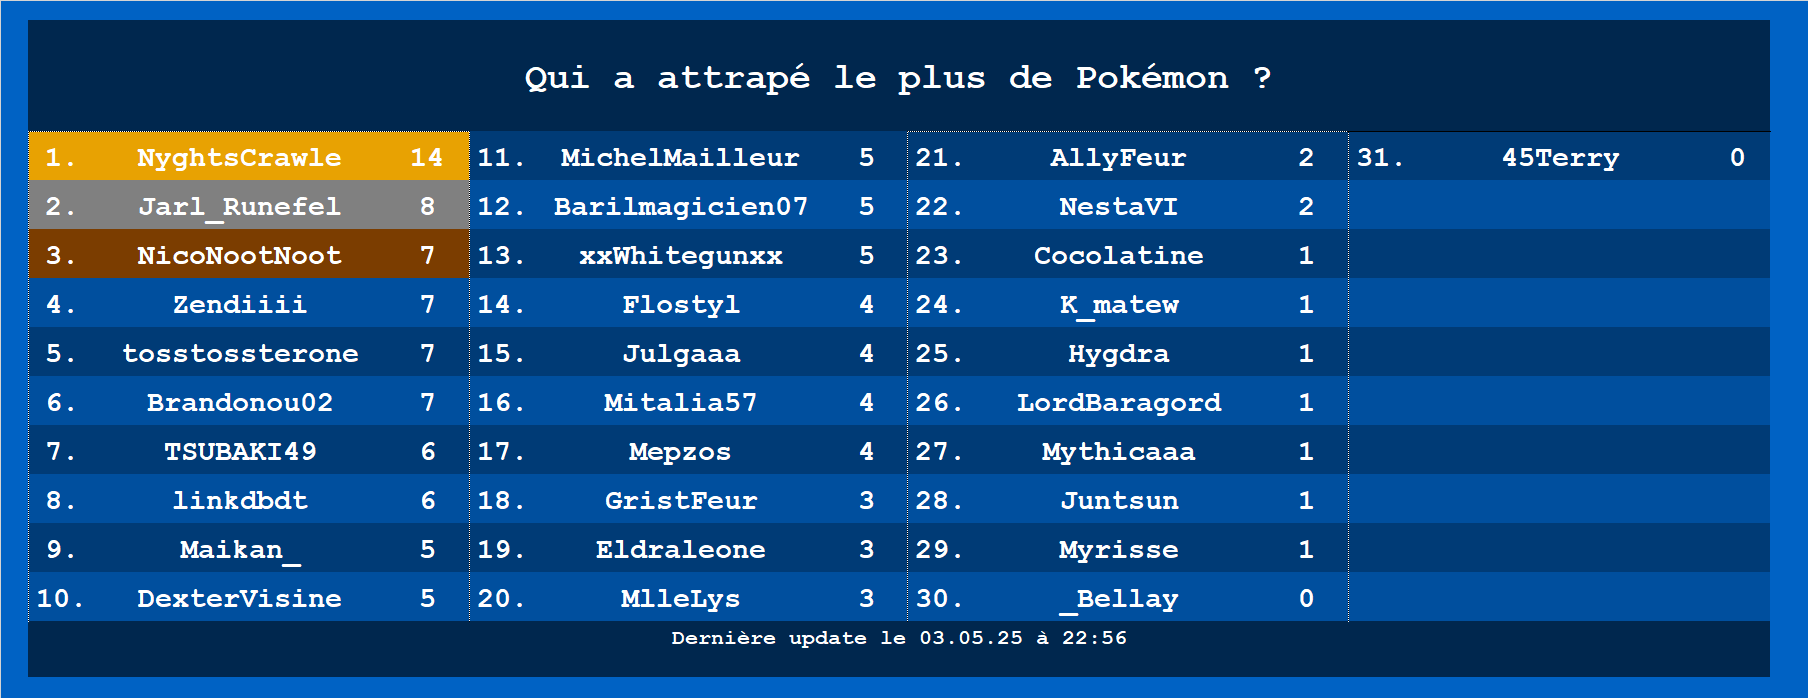 Qui a attrapé le plus de Pokémon ?
1. NyghtsCrawle 14
2. Jarl_Runefel 8
3. NicoNootNoot 7
4. Zendiiii 7
5. tosstossterone 7
6. Brandonou02 7
7. TSUBAKI49 6
8. linkdbdt 6
9. Maikan_ 5
10. DexterVisine 5
11. MichelMailleur 5
12. Barilmagicien07 5
13. xxWhitegunxx 5
14. Flostyl 4
15. Julgaaa 4
16. Mitalia57 4
17. Mepzos 4
18. GristFeur 3
19. Eldraleone 3
20. MlleLys 3
21. AllyFeur 2
22. NestaVI 2
23. Cocolatine 1
24. K_matew 1
25. Hygdra 1
26. LordBaragord 1
27. Mythicaaa 1
28. Juntsun 1
29. Myrisse 1
30. _Bellay 0
31. 45Terry 0
Dernière update le 03.05.25 à 22:56